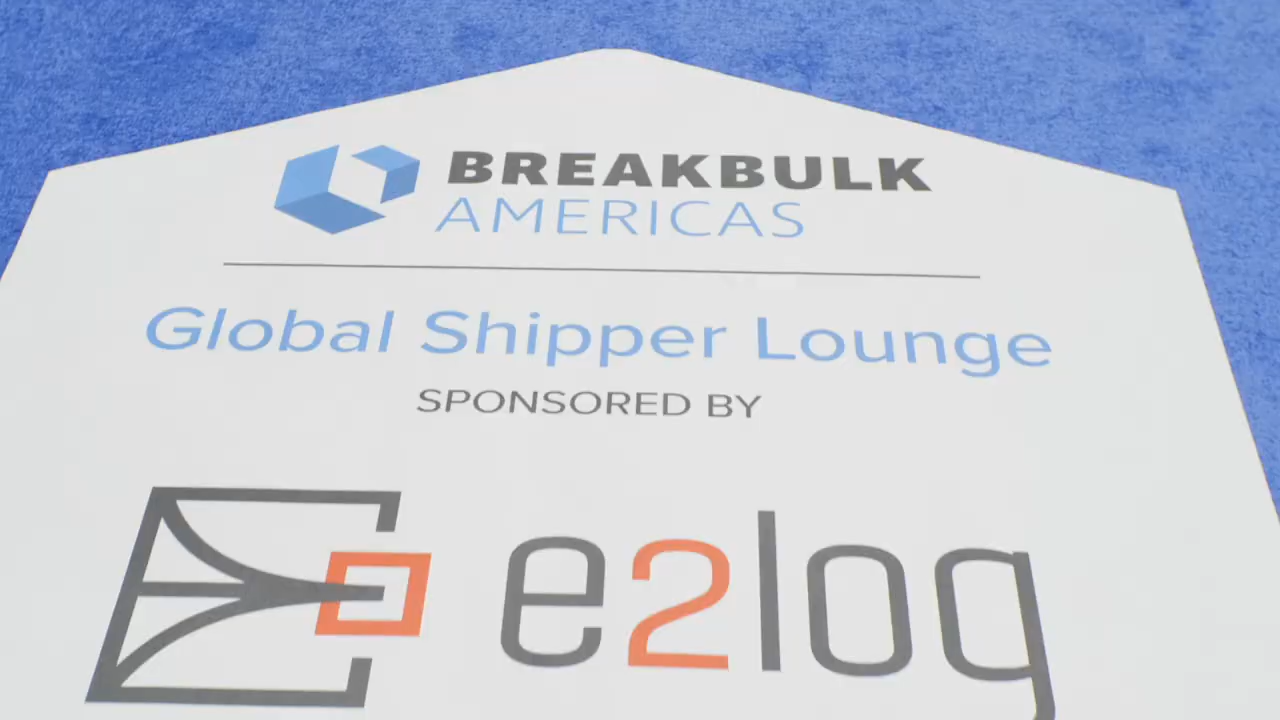 BREAKBULK
AMERICAS
Global Shipper Lounge
SPONSORED BY
e2log